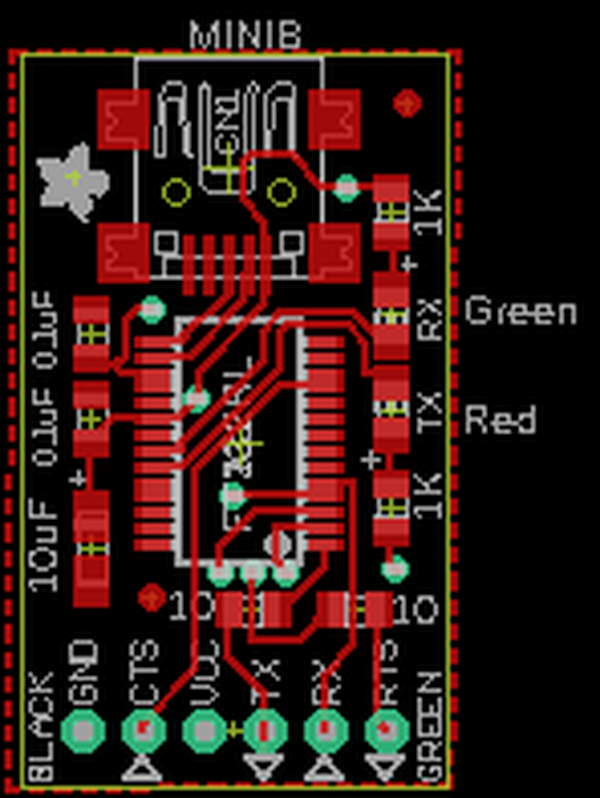 MINIB
CN1
1K
0.1uF
RX
Green
0.1uF
TX
Red
10uF
1K
10
10
BLACK
GND
CTS
VCC
TX
RX
RTS
GREEN